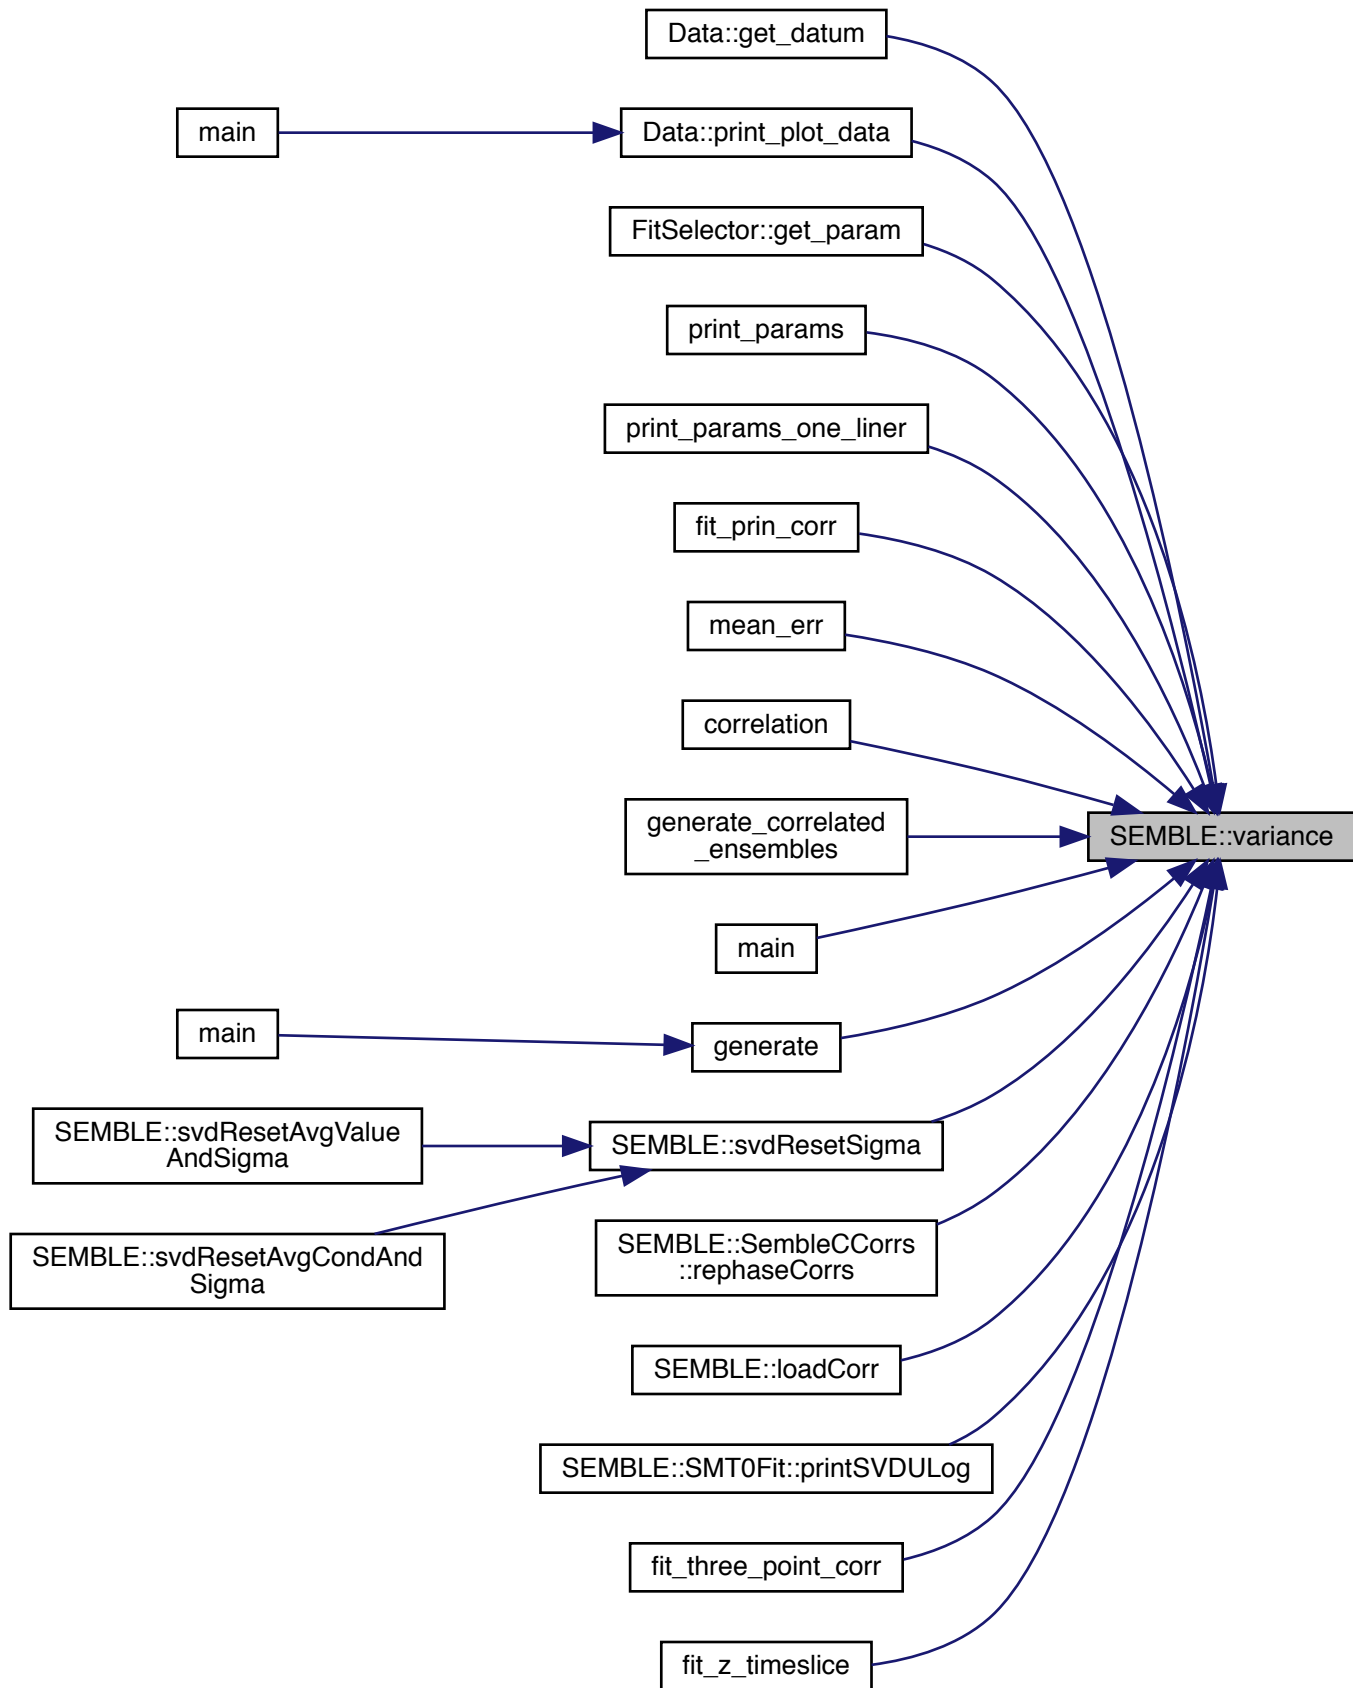 Data::get_datum
main
Data::print_plot_data
FitSelector::get_param
print_params
print_params_one_liner
fit_prin_corr
mean_err
correlation
generate_correlated
_ensembles
SEMBLE::variance
main
main
generate
SEMBLE::svdResetAvgValue
AndSigma
SEMBLE::svdResetSigma
SEMBLE::svdResetAvgCondAnd
Sigma
SEMBLE::SembleCCorrs
::rephaseCorrs
SEMBLE::loadCorr
SEMBLE::SMT0Fit::printSVDULog
fit_three_point_corr
fit_z_timeslice